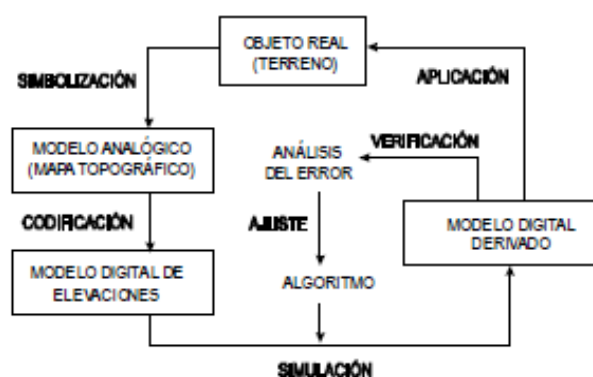 OBJETO REAL
(TERRENO)
SIMBOLIZACIÓN
APLICACIÓN
MODELO ANALÓGICO
(MAPA TOPOGRÁFICO)
ANÁLISIS
DEL ERROR
VERIFICACIÓN
CODIFICACIÓN
AJUSTE
MODELO DIGITAL
DERIVADO
MODELO DIGITAL DE
ELEVACIONES
ALGORITMO
SIMULACIÓN